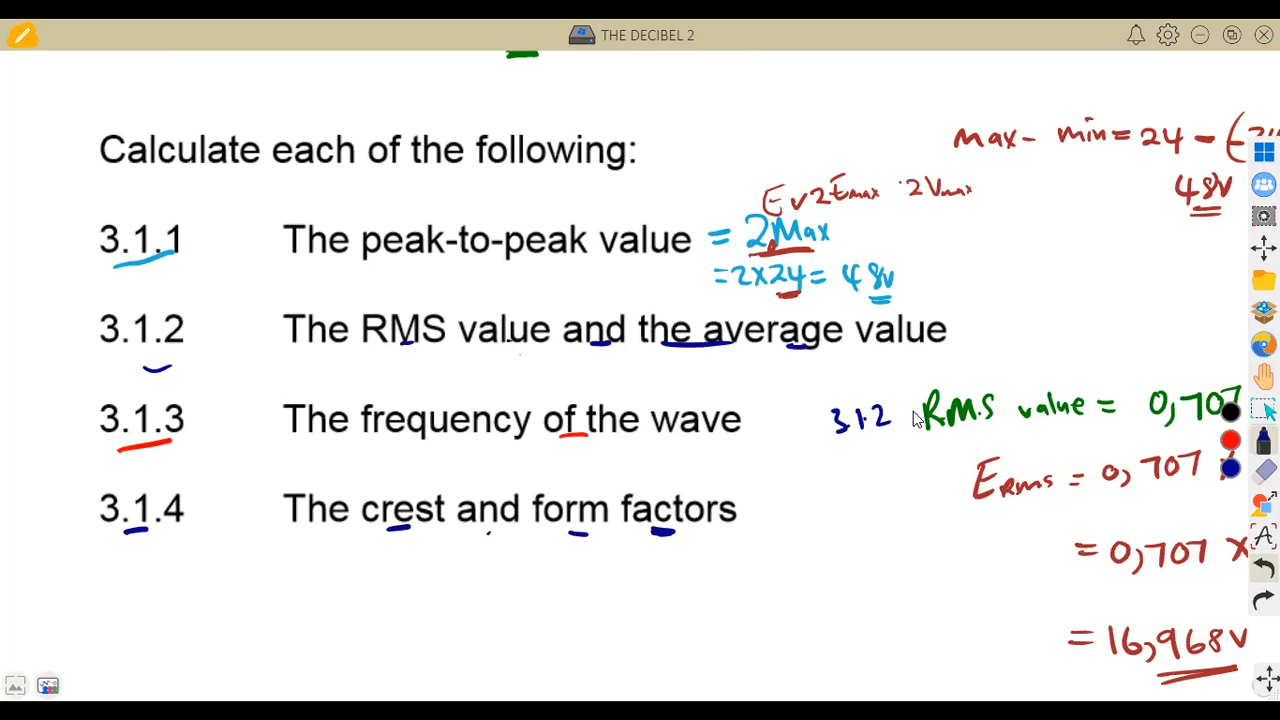 THE DECIBEL 2
max - min = 24 - (-
48V
Calculate each of the following:
2Emax 2Vmax
3.1.1 The peak-to-peak value = 2Max
= 2x24 = 48v
3.1.2 The RMS value and the average value
3.1.3 The frequency of the wave
3.1.2 RMS value = 0,707
ERMS = 0,707
3.1.4 The crest and form factors
= 0,707 x
= 16,968v